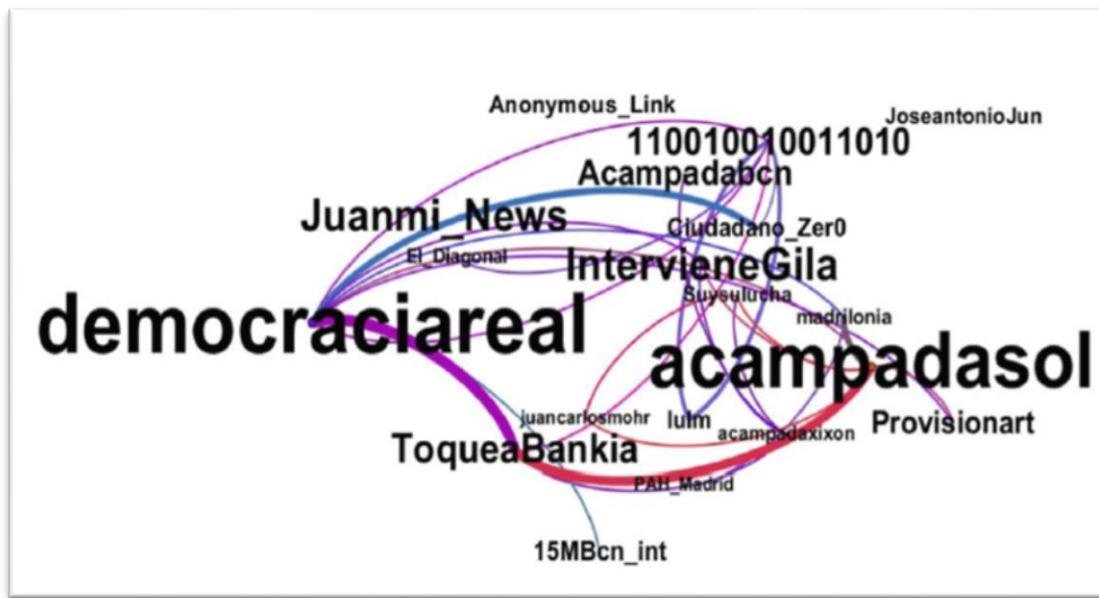 Anonymous_Link
JoseantonioJun
110010010011010
Acampadabcn
Juanmi_News
Ciudadano_Zer0
El_Diagonal
IntervieneGila
Suysulucha
madrilonia
democraciareal
acampadasol
juancarlosmohr
lulm
Provisionart
acampadaxixon
ToqueaBankia
PAH_Madrid
15MBcn_int